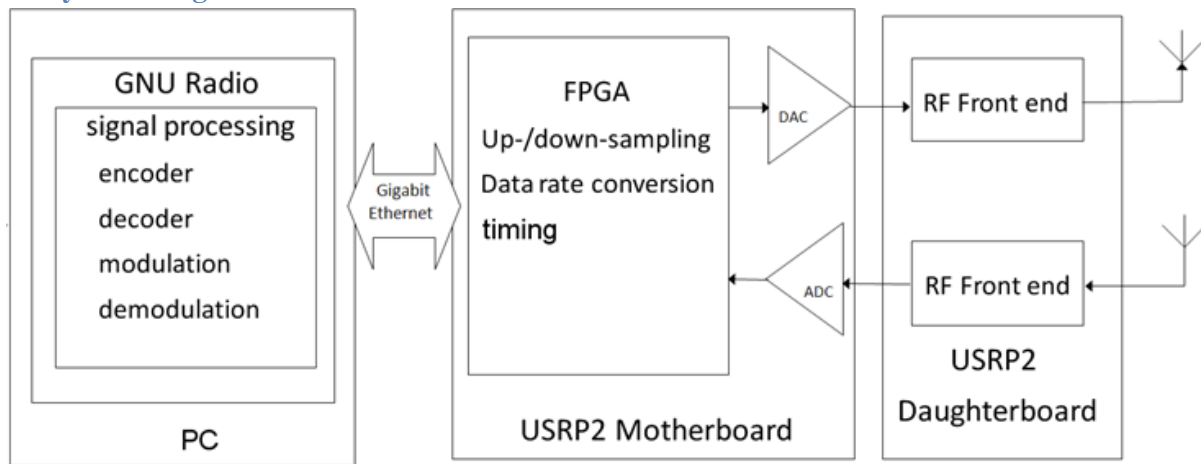 GNU Radio
signal processing
encoder
decoder
modulation
demodulation
PC
Gigabit
Ethernet
FPGA
Up-/down-sampling
Data rate conversion
timing
DAC
ADC
USRP2 Motherboard
RF Front end
RF Front end
USRP2
Daughterboard